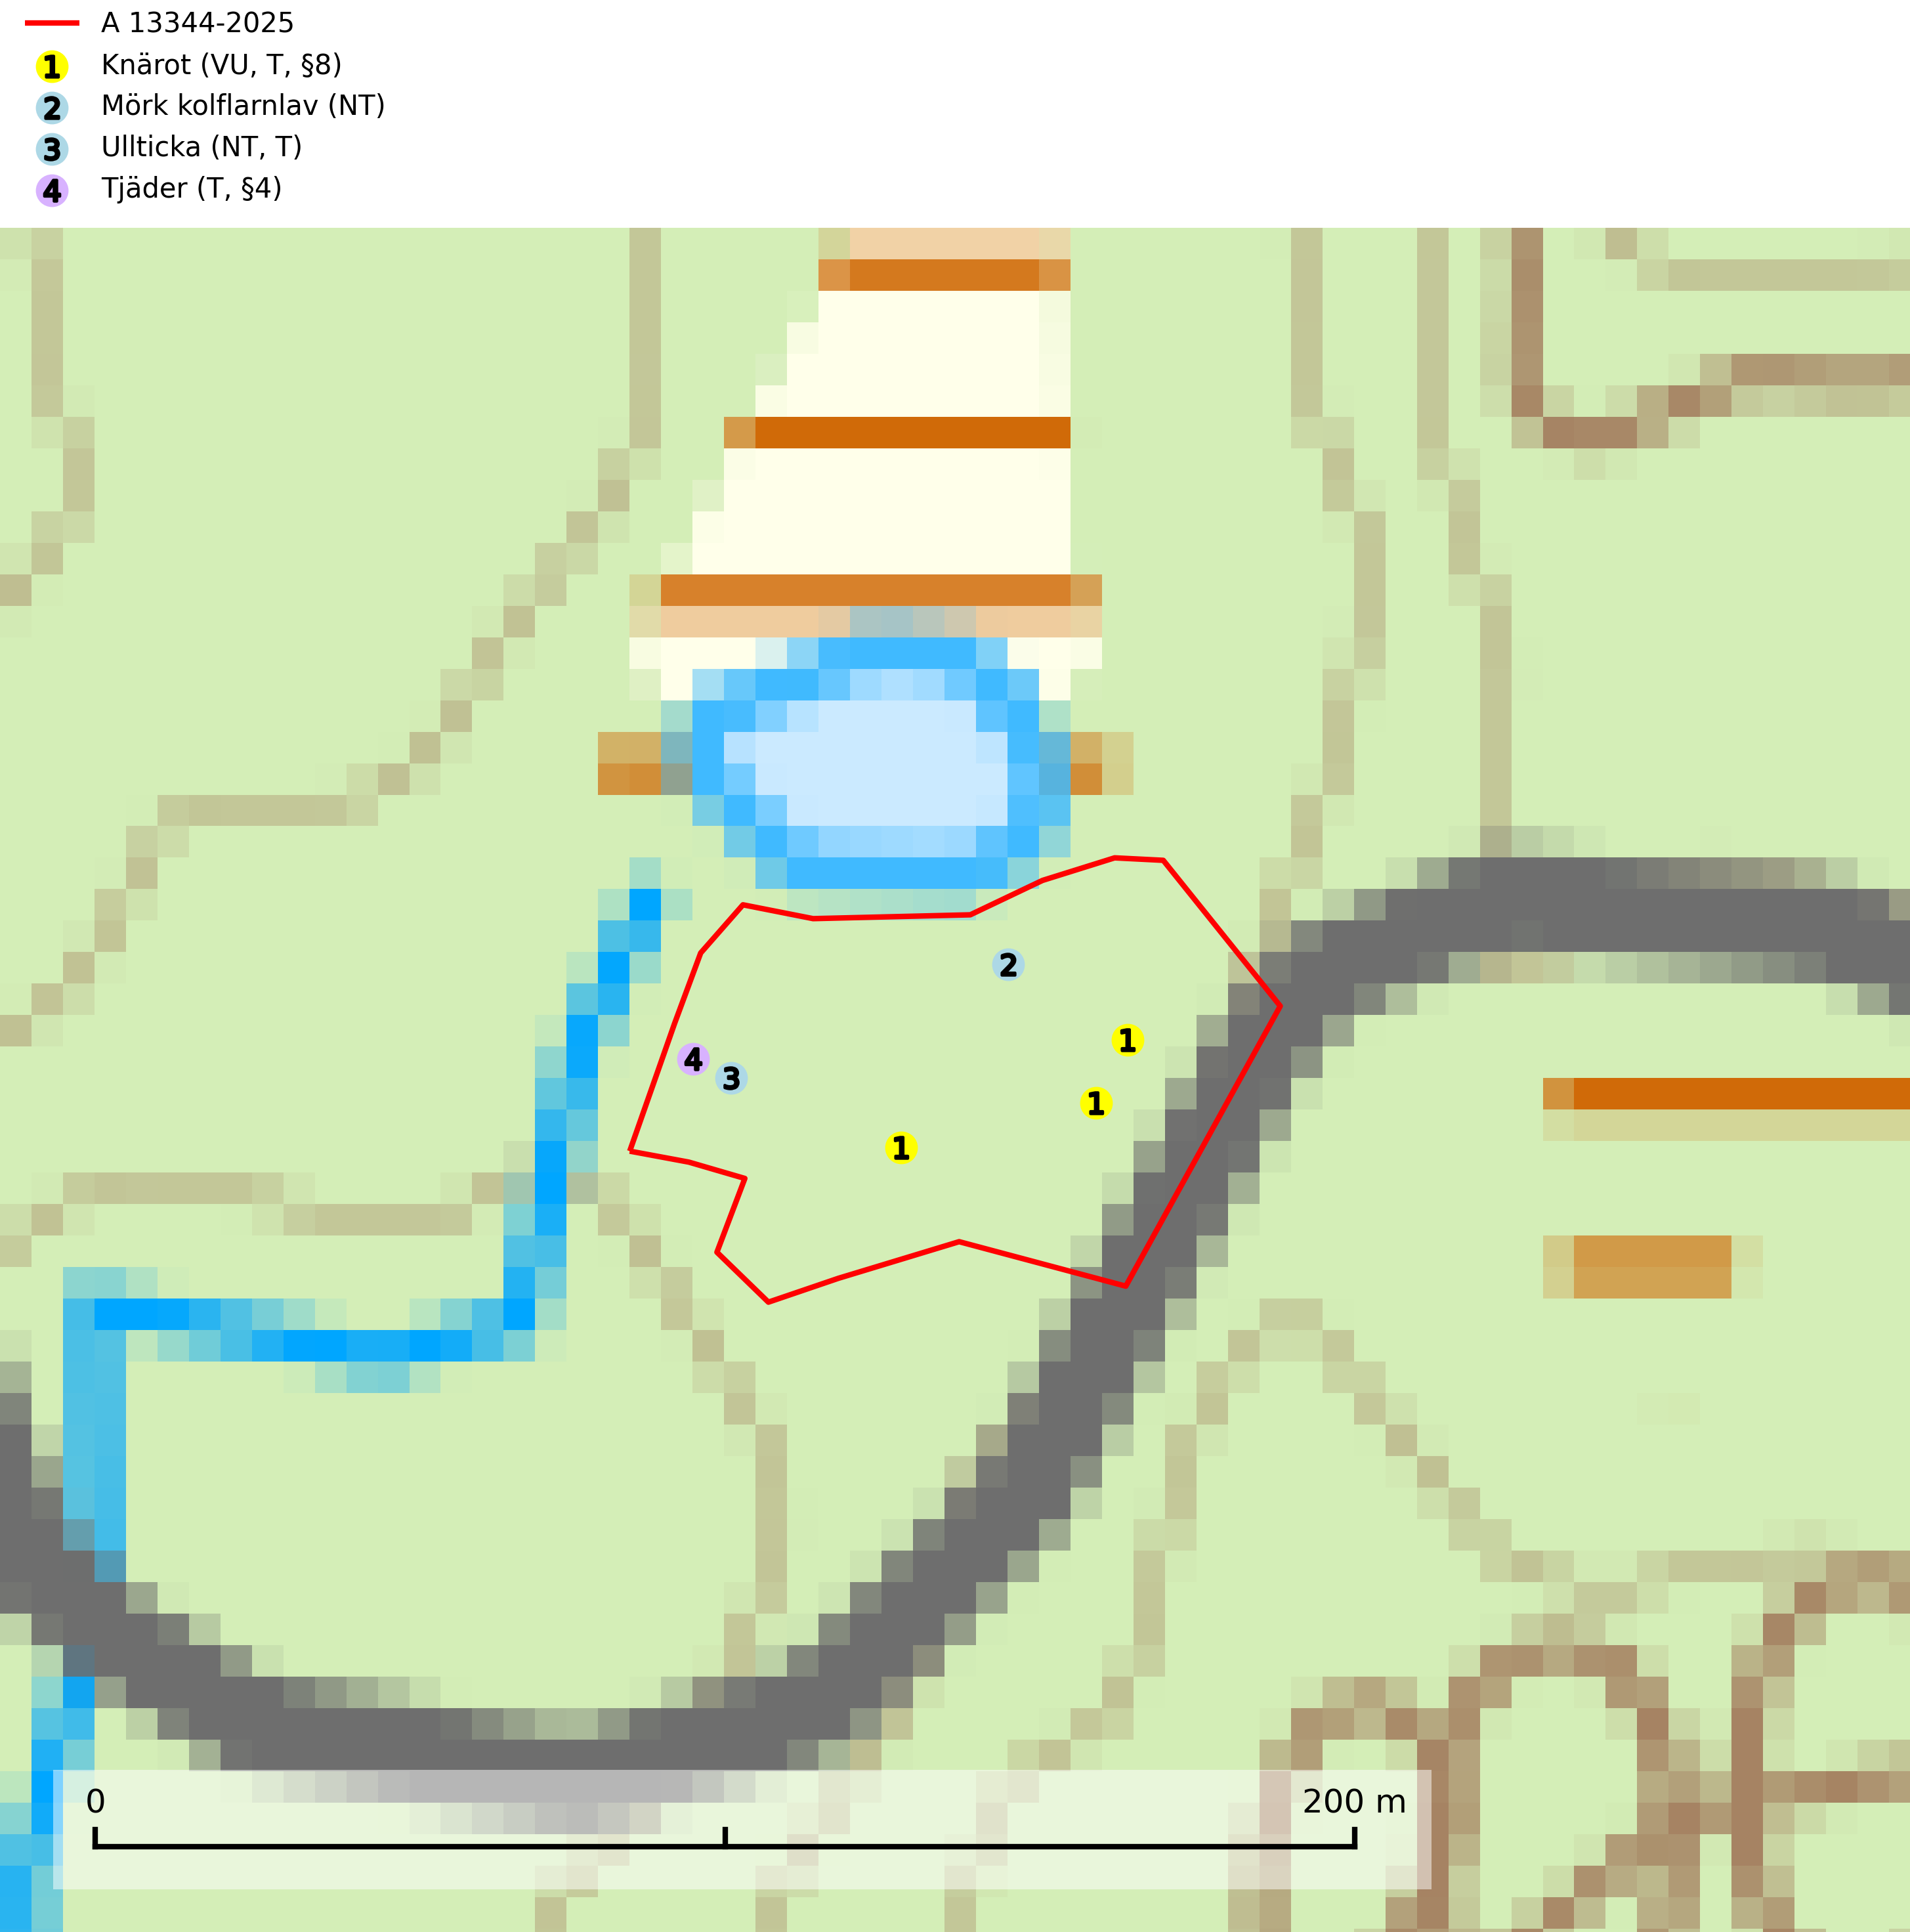 A 13344-2025
1 Knärot (VU, T, §8)
2 Mörk kolflarnlav (NT)
3 Ullticka (NT, T)
4 Tjäder (T, §4)
2
1
4
3
1
1
0 200 m